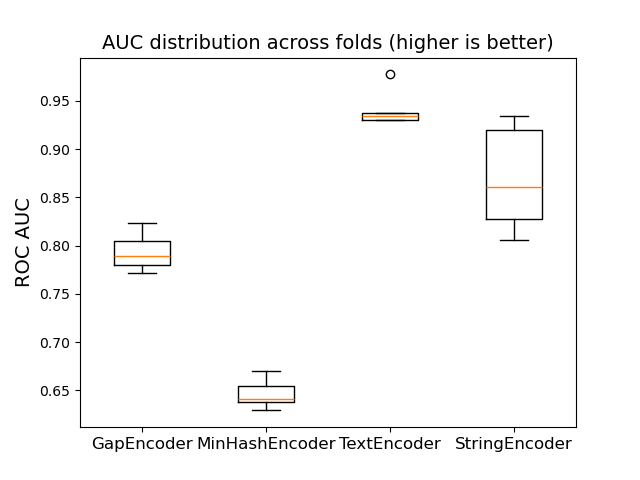 AUC distribution across folds (higher is better)
ROC AUC
0.95
0.90
0.85
0.80
0.75
0.70
0.65
GapEncoder MinHashEncoder TextEncoder StringEncoder